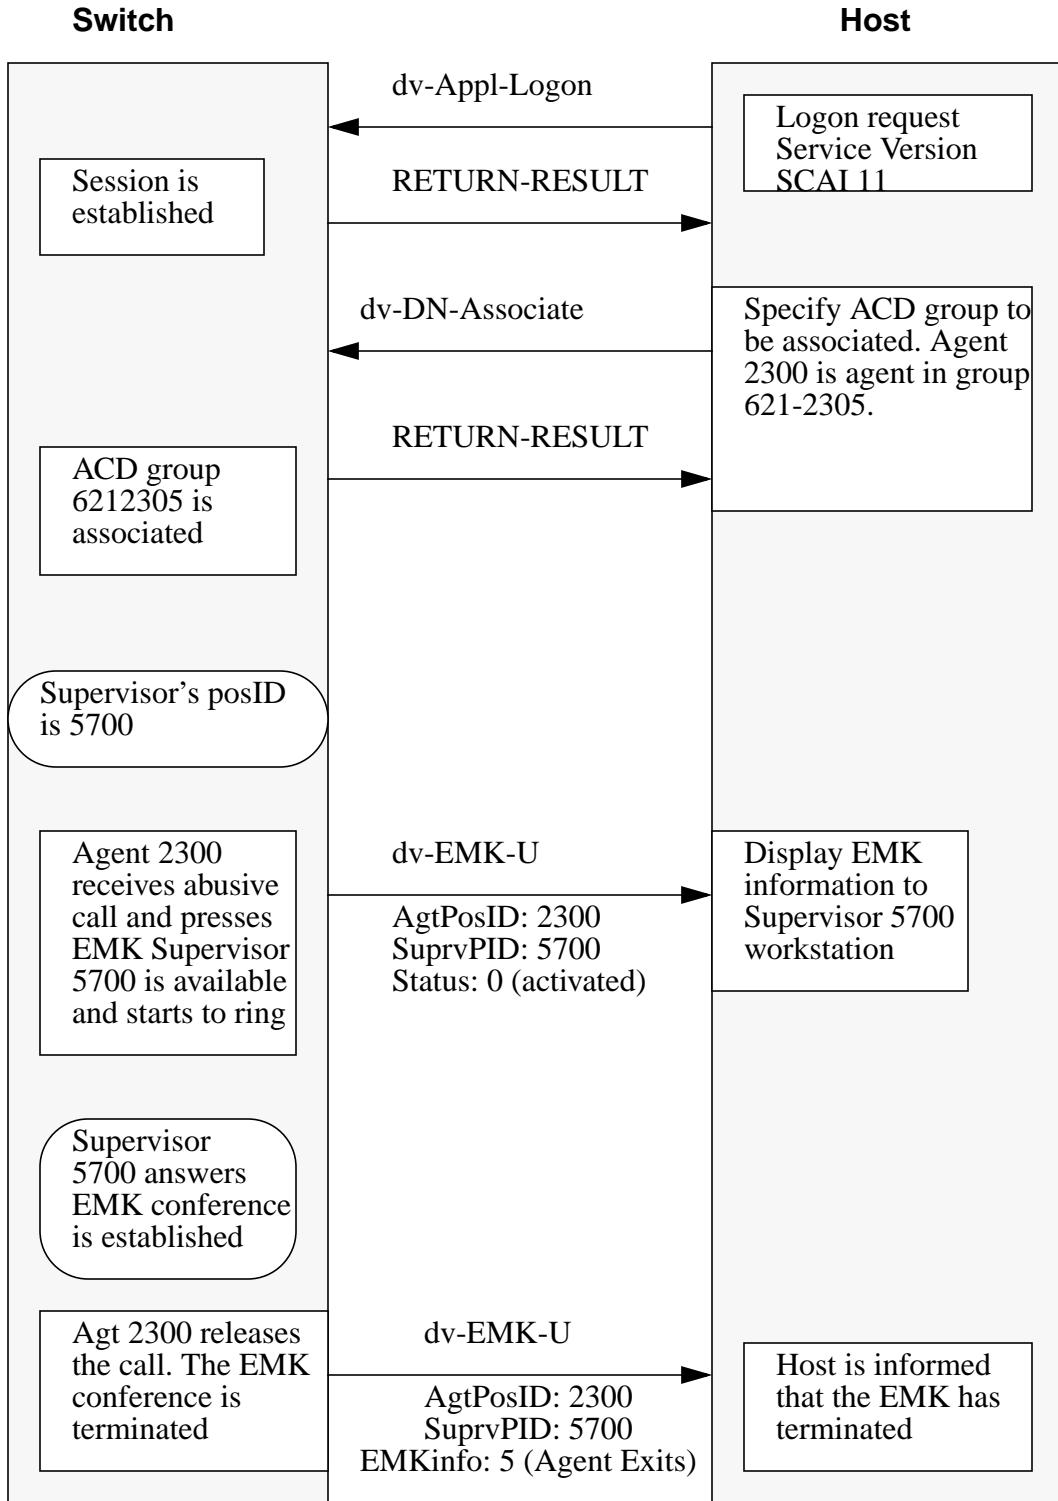 Switch
Host
dv-Appl-Logon
Logon request
Service Version
SCAI 11
Session is
established
RETURN-RESULT
dv-DN-Associate
Specify ACD group to
be associated. Agent
2300 is agent in group
621-2305.
RETURN-RESULT
ACD group
6212305 is
associated
Supervisor’s posID
is 5700
Agent 2300
receives abusive
call and presses
EMK Supervisor
5700 is available
and starts to ring
dv-EMK-U
AgtPosID: 2300
SuprvPID: 5700
Status: 0 (activated)
Display EMK
information to
Supervisor 5700
workstation
Supervisor
5700 answers
EMK conference
is established
Agt 2300 releases
the call. The EMK
conference is
terminated
dv-EMK-U
AgtPosID: 2300
SuprvPID: 5700
EMKinfo: 5 (Agent Exits)
Host is informed
that the EMK has
terminated